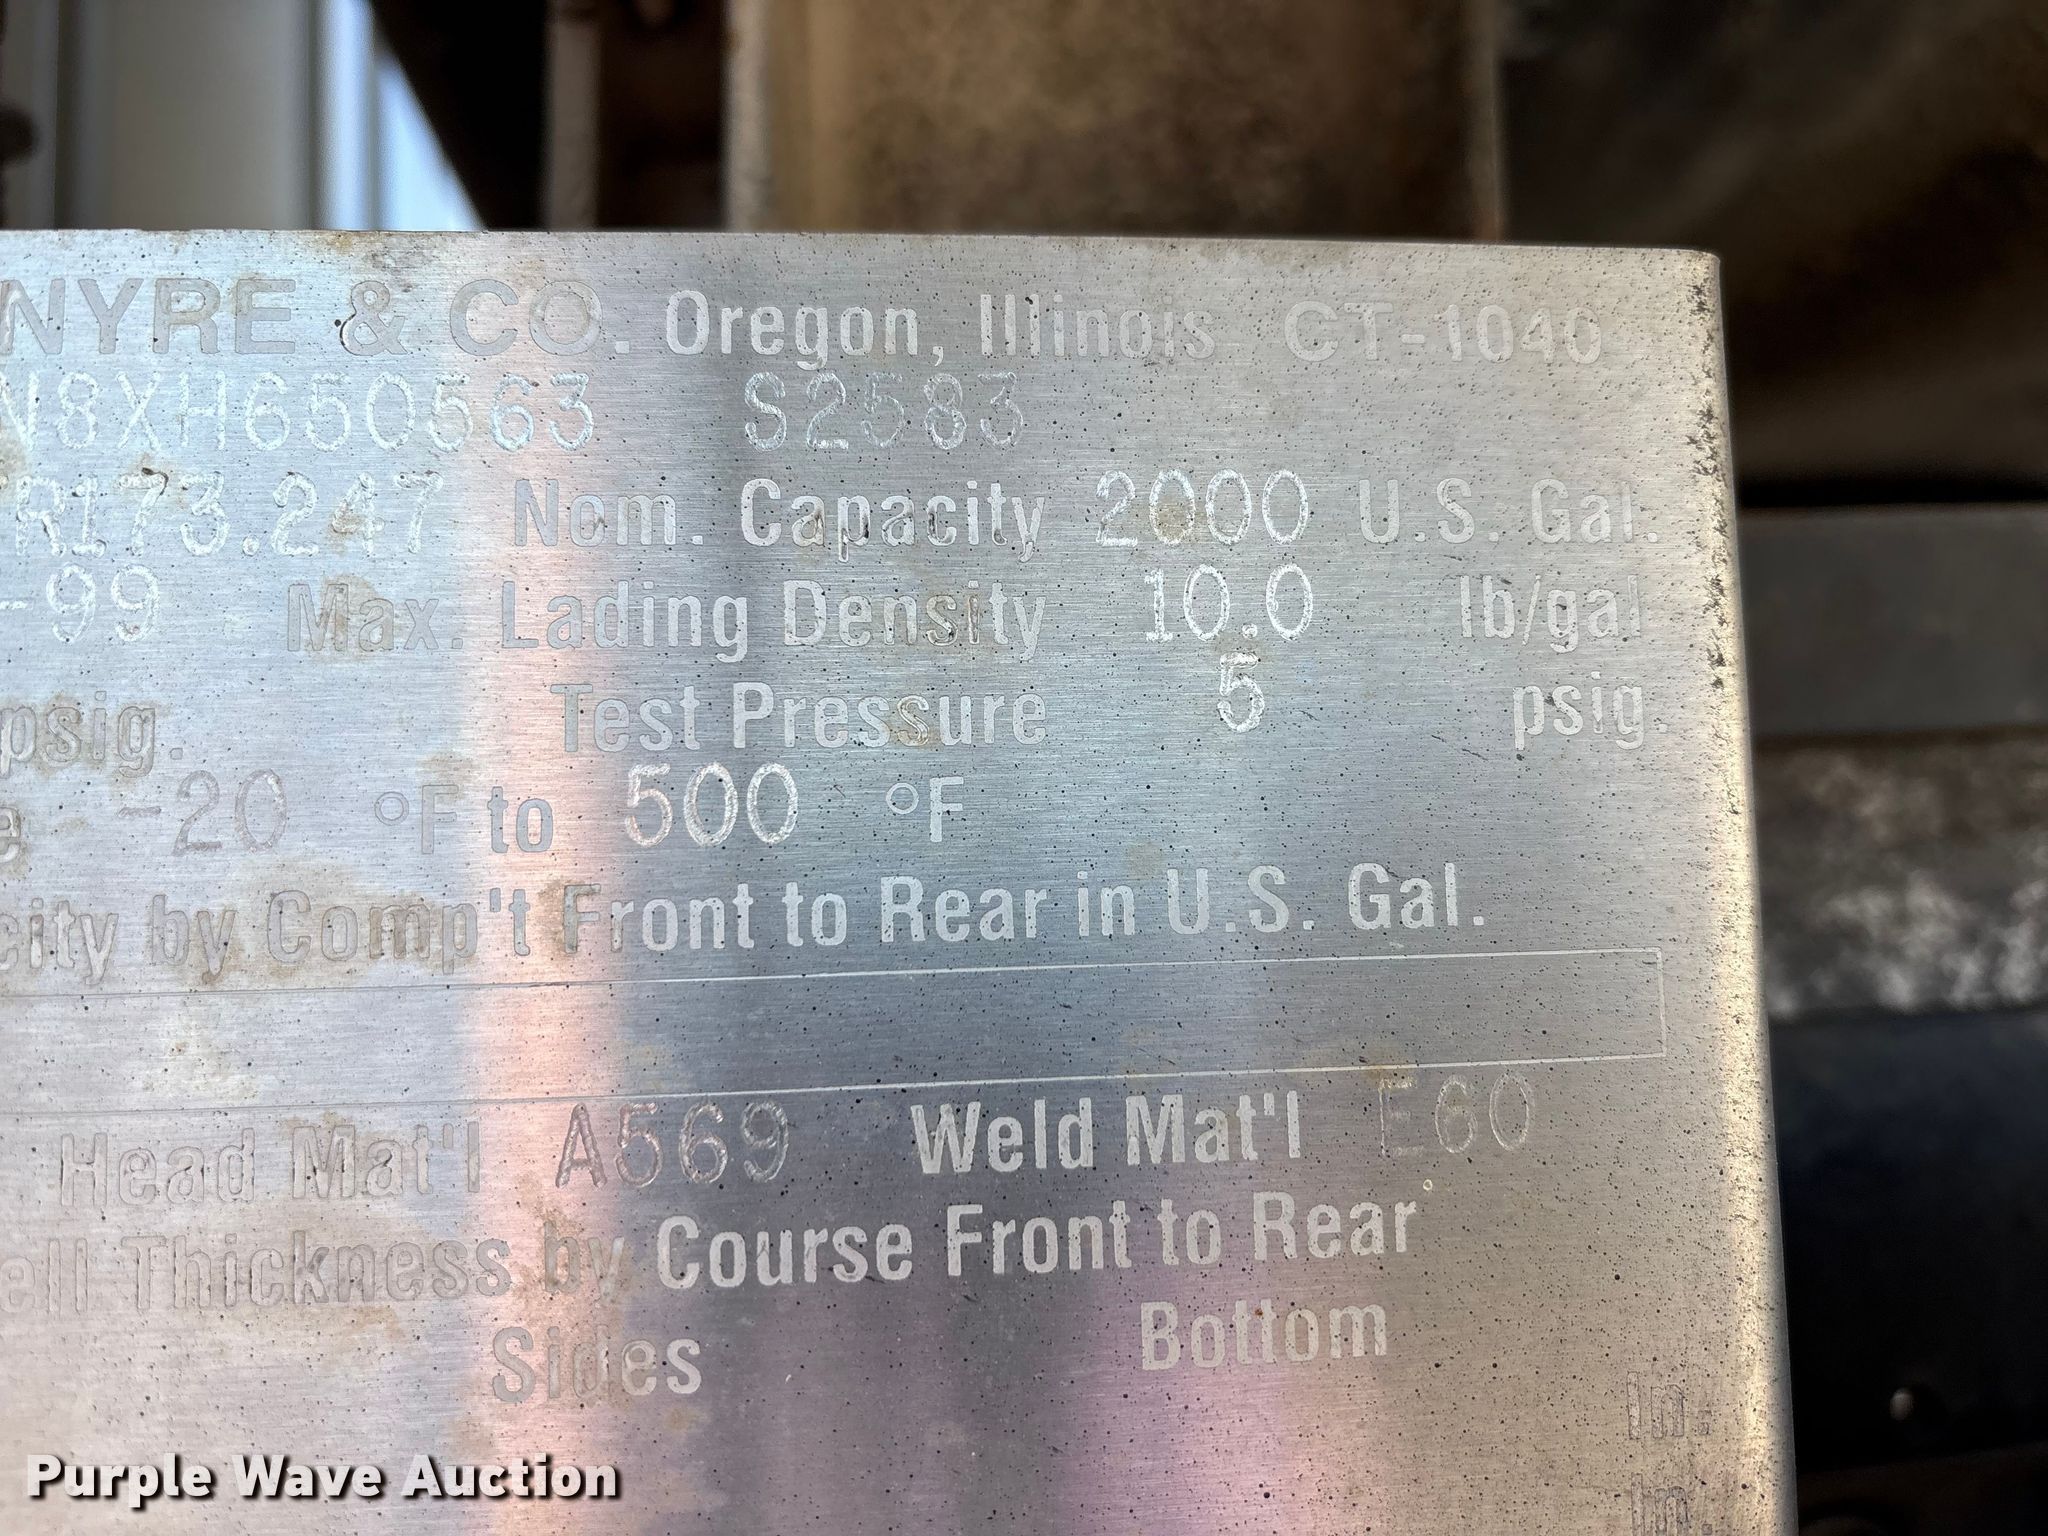 NYRE & CO. Oregon, Illinois CT-1040
N8XH650563 S2583
R173.247 Nom. Capacity 2000 U.S. Gal.
-99 Max. Lading Density 10.0 lb/gal
psig. Test Pressure 5 psig.
e -20 °F to 500 °F
city by Comp't Front to Rear in U.S. Gal.
Head Mat'l A569 Weld Mat'l E60
ell Thickness by Course Front to Rear
Sides Bottom
In.
In.
Purple Wave Auction